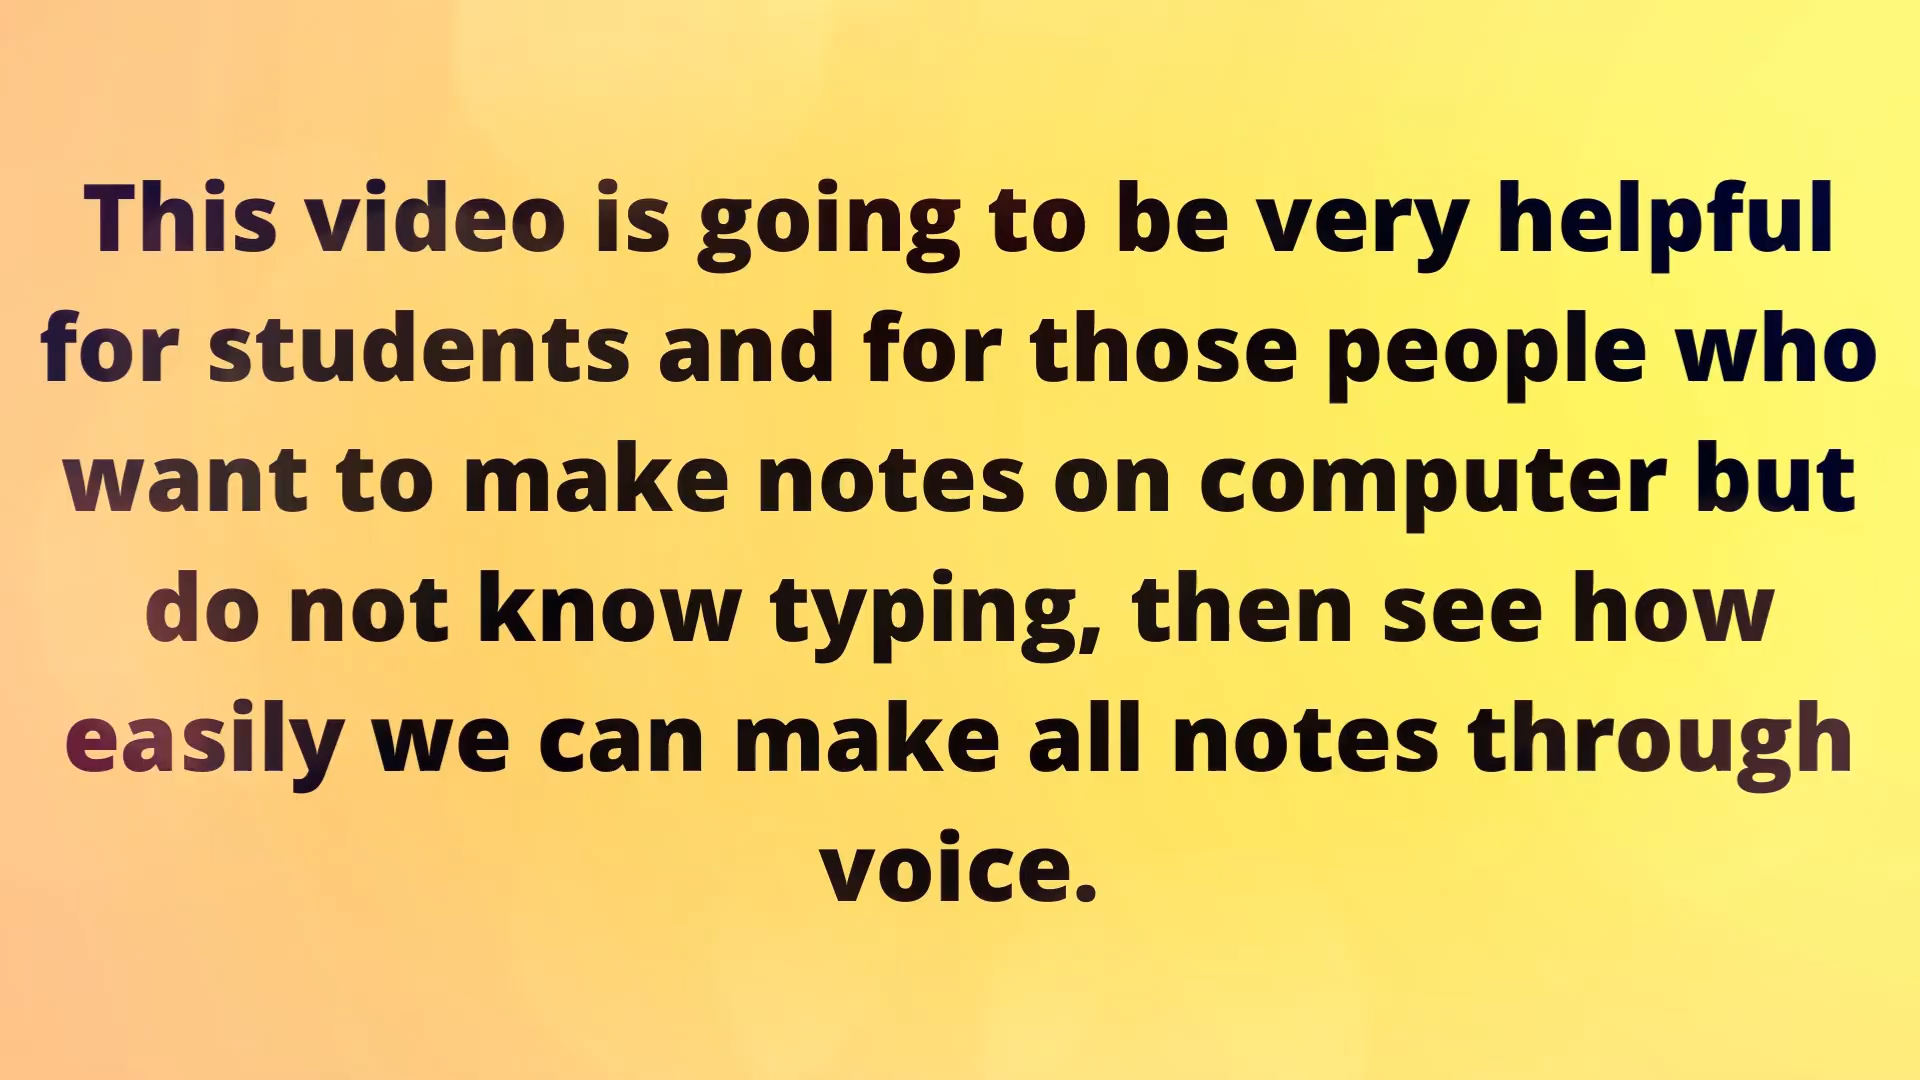 This video is going to be very helpful
for students and for those people who
want to make notes on computer but
do not know typing, then see how
easily we can make all notes through
voice.